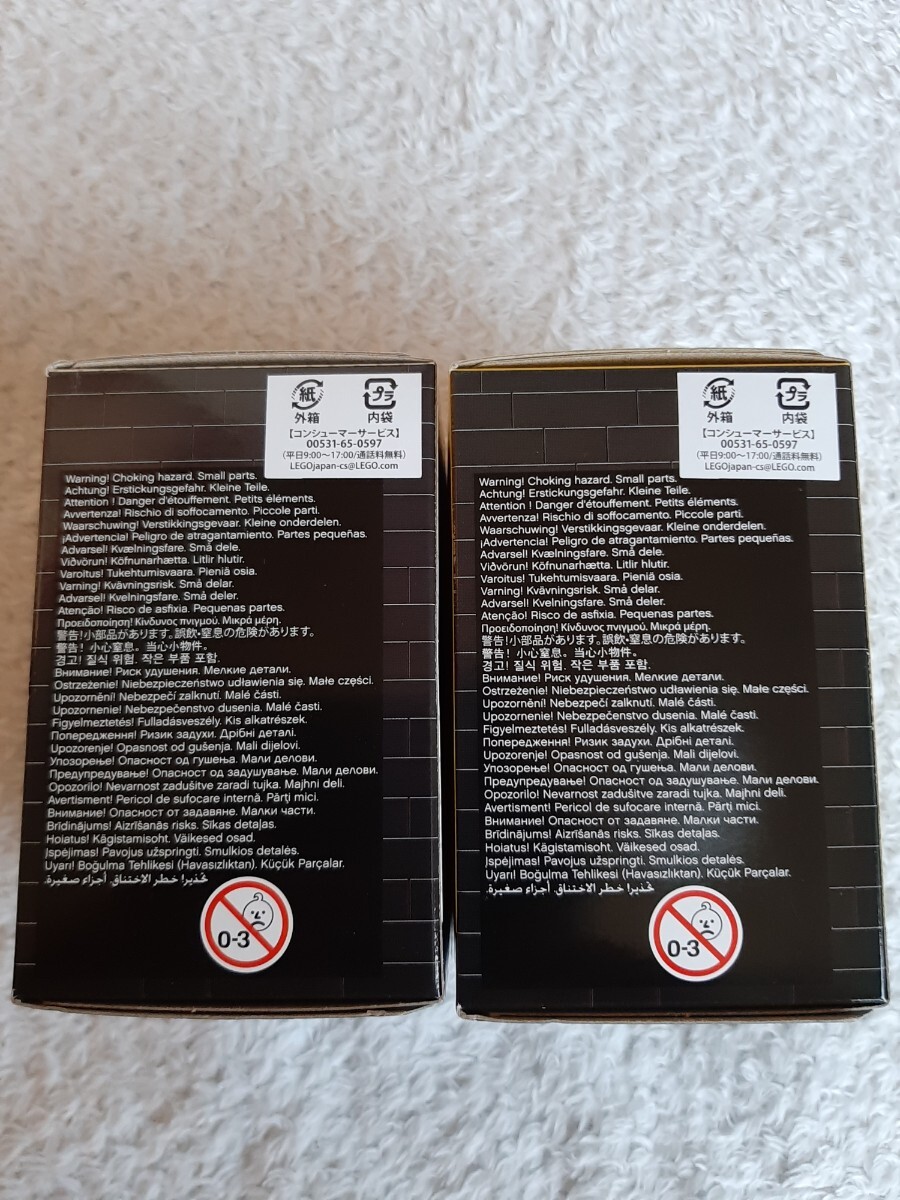 紙 プラ
外箱 内袋
【コンシューマーサービス】
00531-65-0597
(平日9:00〜17:00/通話料無料)
LEGOjapan-cs@LEGO.com
Warning! Choking hazard. Small parts.
Achtung! Erstickungsgefahr. Kleine Teile.
Attention ! Danger d'étouffement. Petits éléments.
Avvertenza! Rischio di soffocamento. Piccole parti.
Waarschuwing! Verstikkingsgevaar. Kleine onderdelen.
¡Advertencia! Peligro de atragantamiento. Partes pequeñas.
Advarsel! Kvælningsfare. Små dele.
Viðvörun! Köfnunarhætta. Litlir hlutir.
Varoitus! Tukehtumisvaara. Pieniä osia.
Varning! Kvävningsrisk. Små delar.
Advarsel! Kvelningsfare. Små deler.
Atenção! Risco de asfixia. Pequenas partes.
Προειδοποίηση! Κίνδυνος πνιγμού. Μικρά μέρη.
警告!小部品があります。誤飲•窒息の危険があります。
警告! 小心窒息。当心小物件。
경고! 질식 위험. 작은 부품 포함.
Внимание! Риск удушения. Мелкие детали.
Ostrzeżenie! Niebezpieczeństwo udławienia się. Małe części.
Upozornění! Nebezpečí zalknutí. Malé části.
Upozornenie! Nebezpečenstvo dusenia. Malé časti.
Figyelmeztetés! Fulladásveszély. Kis alkatrészek.
Попередження! Ризик задухи. Дрібні деталі.
Upozorenje! Opasnost od gušenja. Mali dijelovi.
Упозорење! Опасност од гушења. Мали делови.
Предупредување! Опасност од задушување. Мали делови.
Opozorilo! Nevarnost zadušitve zaradi tujka. Majhni deli.
Avertisment! Pericol de sufocare internă. Părţi mici.
Внимание! Опасност от задавяне. Малки части.
Brīdinājums! Aizrīšanās risks. Sīkas detaļas.
Hoiatus! Kägistamisoht. Väikesed osad.
Įspėjimas! Pavojus užspringti. Smulkios detalės.
Uyarı! Boğulma Tehlikesi (Havasızlıktan). Küçük Parçalar.
تحذير! خطر الاختناق. أجزاء صغيرة.
0-3
紙 プラ
外箱 内袋
【コンシューマーサービス】
00531-65-0597
(平日9:00〜17:00/通話料無料)
LEGOjapan-cs@LEGO.com
Warning! Choking hazard. Small parts.
Achtung! Erstickungsgefahr. Kleine Teile.
Attention ! Danger d'étouffement. Petits éléments.
Avvertenza! Rischio di soffocamento. Piccole parti.
Waarschuwing! Verstikkingsgevaar. Kleine onderdelen.
¡Advertencia! Peligro de atragantamiento. Partes pequeñas.
Advarsel! Kvælningsfare. Små dele.
Viðvörun! Köfnunarhætta. Litlir hlutir.
Varoitus! Tukehtumisvaara. Pieniä osia.
Varning! Kvävningsrisk. Små delar.
Advarsel! Kvelningsfare. Små deler.
Atenção! Risco de asfixia. Pequenas partes.
Προειδοποίηση! Κίνδυνος πνιγμού. Μικρά μέρη.
警告!小部品があります。誤飲•窒息の危険があります。
警告! 小心窒息。当心小物件。
경고! 질식 위험. 작은 부품 포함.
Внимание! Риск удушения. Мелкие детали.
Ostrzeżenie! Niebezpieczeństwo udławienia się. Małe części.
Upozornění! Nebezpečí zalknutí. Malé části.
Upozornenie! Nebezpečenstvo dusenia. Malé časti.
Figyelmeztetés! Fulladásveszély. Kis alkatrészek.
Попередження! Ризик задухи. Дрібні деталі.
Upozorenje! Opasnost od gušenja. Mali dijelovi.
Упозорење! Опасност од гушења. Мали делови.
Предупредување! Опасност од задушување. Мали делови.
Opozorilo! Nevarnost zadušitve zaradi tujka. Majhni deli.
Avertisment! Pericol de sufocare internă. Părţi mici.
Внимание! Опасност от задавяне. Малки части.
Brīdinājums! Aizrīšanās risks. Sīkas detaļas.
Hoiatus! Kägistamisoht. Väikesed osad.
Įspėjimas! Pavojus užspringti. Smulkios detalės.
Uyarı! Boğulma Tehlikesi (Havasızlıktan). Küçük Parçalar.
تحذير! خطر الاختناق. أجزاء صغيرة.
0-3